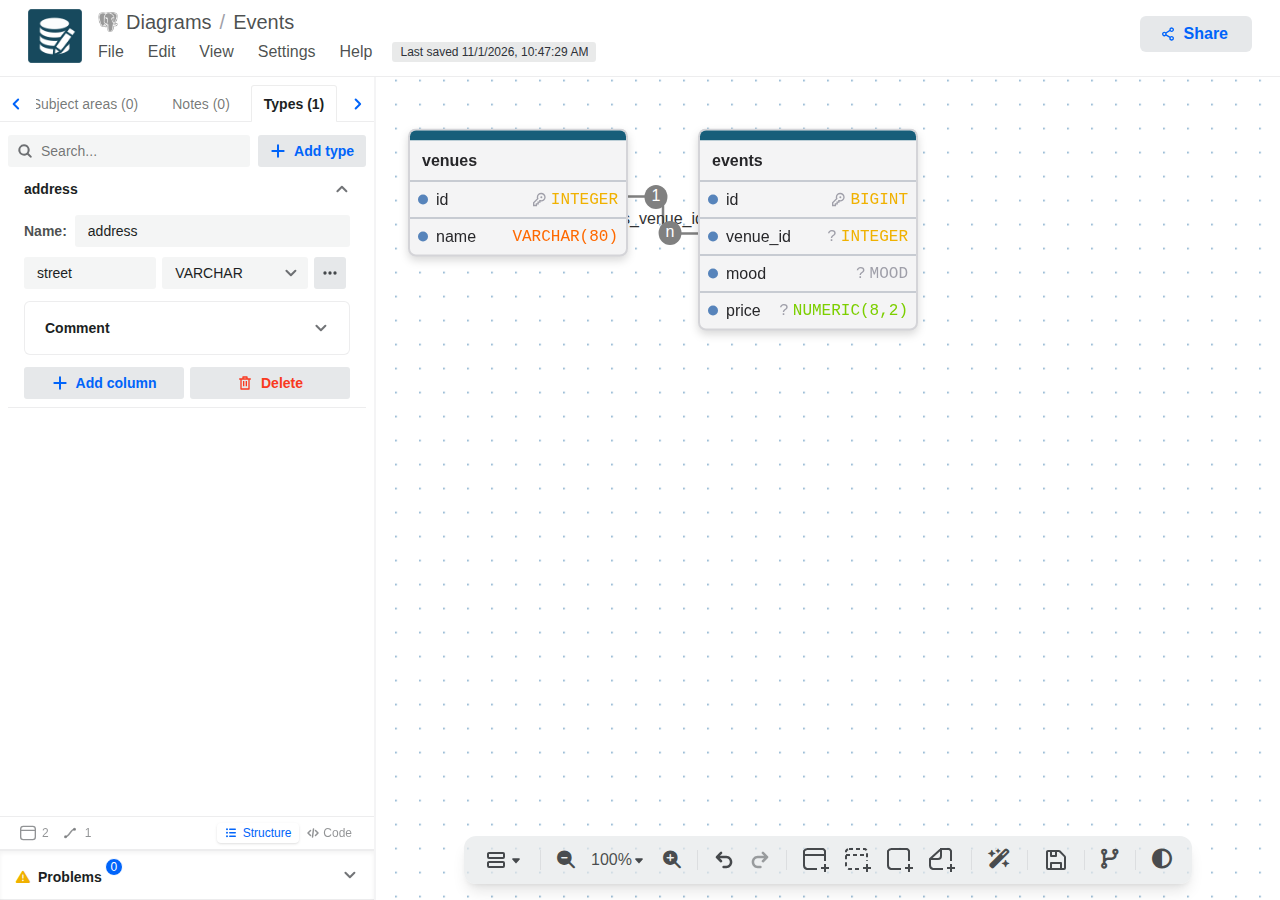 Diagrams / Events
File Edit View Settings Help Last saved 11/1/2026, 10:47:29 AM
Share
Subject areas (0) Notes (0) Types (1)
Search... Add type
address
Name: address
street VARCHAR
Comment
Add column Delete
venues
id INTEGER
name VARCHAR(80)
1
s_venue_id
n
events
id BIGINT
venue_id ? INTEGER
mood ? MOOD
price ? NUMERIC(8,2)
2 1 Structure Code
Problems 0
100%